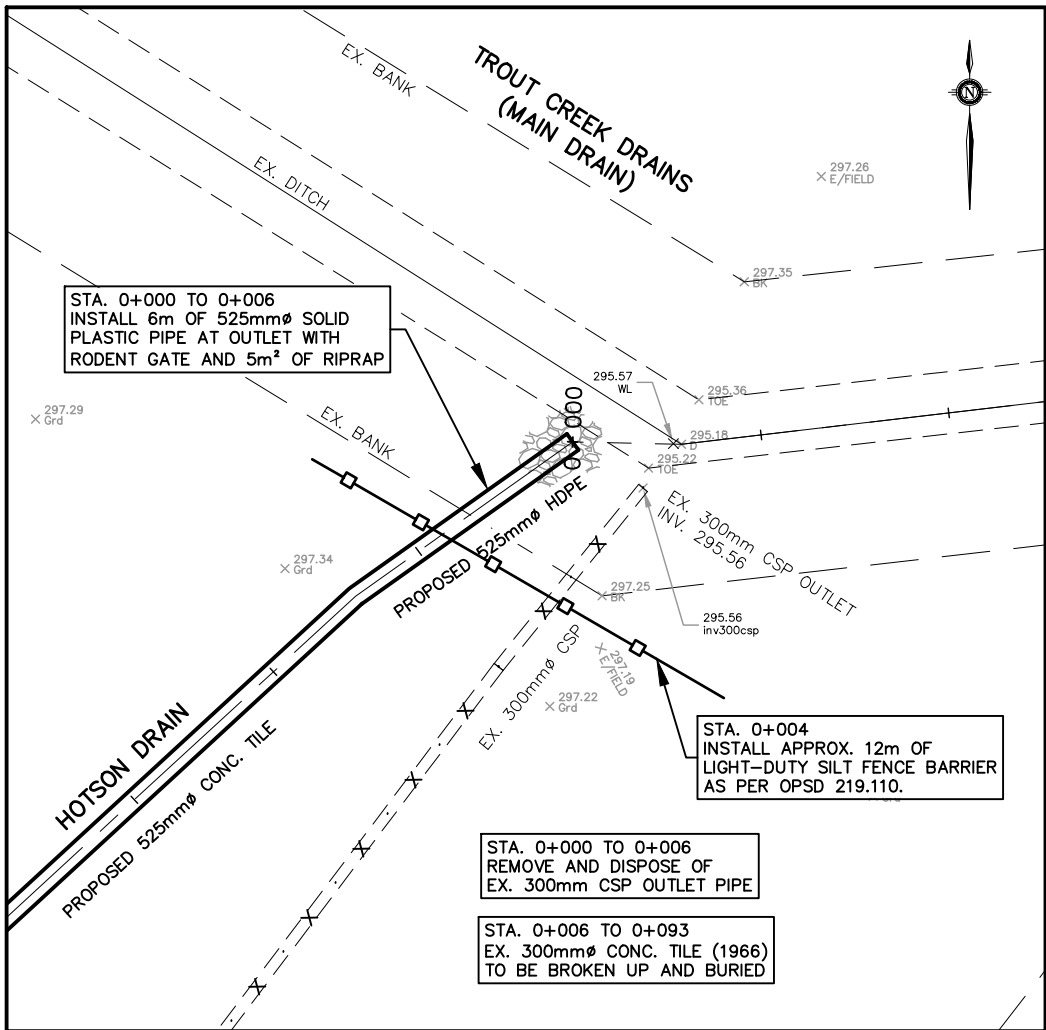 EX. BANK
TROUT CREEK DRAINS
(MAIN DRAIN)
N
297.26
E/FIELD
EX. DITCH
297.35
BK
STA. 0+000 TO 0+006
INSTALL 6m OF 525mmø SOLID
PLASTIC PIPE AT OUTLET WITH
RODENT GATE AND 5m² OF RIPRAP
295.57
WL
295.36
TOE
297.29
Grd
EX. BANK
0+000
295.18
D
295.22
TOE
EX. 300mm CSP OUTLET
INV. 295.56
PROPOSED 525mmø HDPE
297.34
Grd
297.25
BK
295.56
inv300csp
297.19
E/FIELD
EX. 300mmø CSP
297.22
Grd
HOTSON DRAIN
PROPOSED 525mmø CONC. TILE
STA. 0+004
INSTALL APPROX. 12m OF
LIGHT-DUTY SILT FENCE BARRIER
AS PER OPSD 219.110.
STA. 0+000 TO 0+006
REMOVE AND DISPOSE OF
EX. 300mm CSP OUTLET PIPE
STA. 0+006 TO 0+093
EX. 300mmø CONC. TILE (1966)
TO BE BROKEN UP AND BURIED